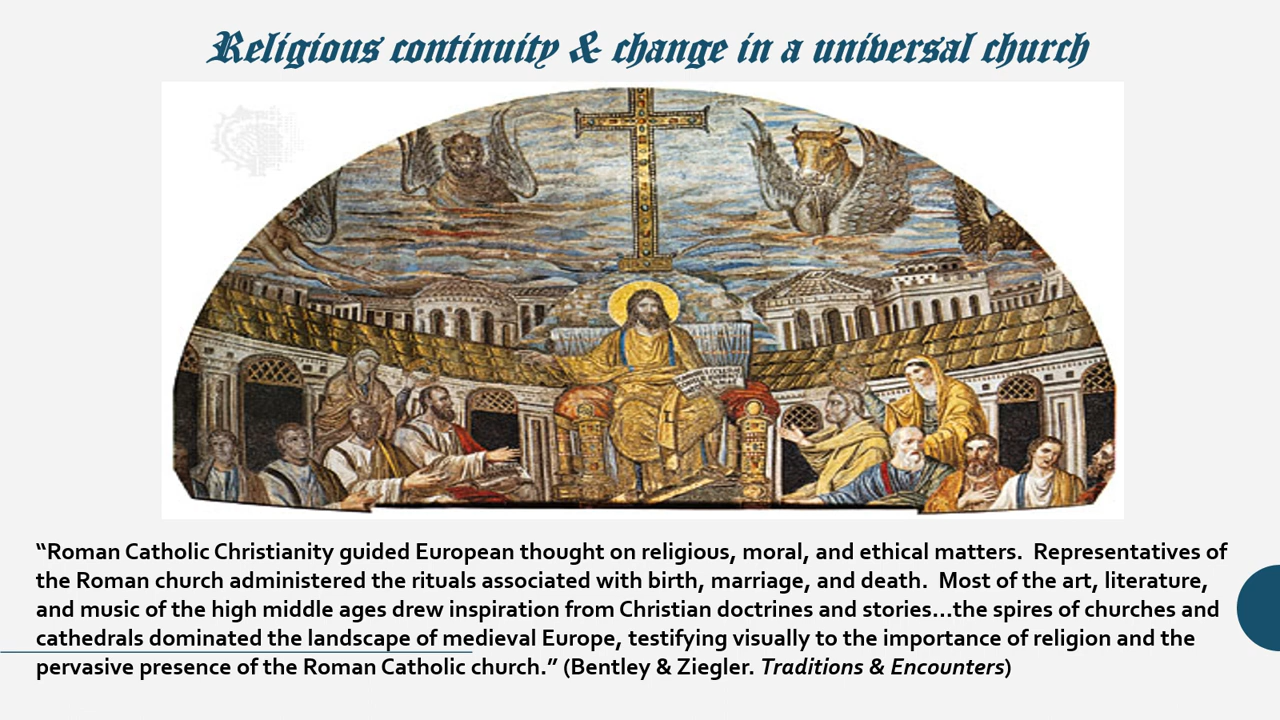 Religious continuity & change in a universal church
“Roman Catholic Christianity guided European thought on religious, moral, and ethical matters.  Representatives of
the Roman church administered the rituals associated with birth, marriage, and death.  Most of the art, literature,
and music of the high middle ages drew inspiration from Christian doctrines and stories…the spires of churches and
cathedrals dominated the landscape of medieval Europe, testifying visually to the importance of religion and the
pervasive presence of the Roman Catholic church.” (Bentley & Ziegler. Traditions & Encounters)